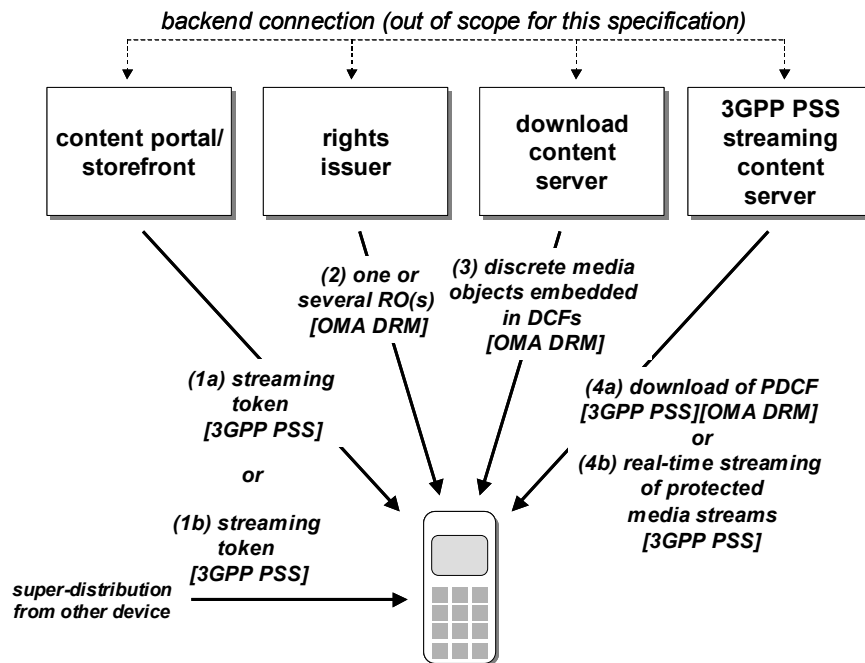 backend connection (out of scope for this specification)
content portal/
storefront
rights
issuer
download
content
server
3GPP PSS
streaming
content
server
(2) one or
several RO(s)
[OMA DRM]
(3) discrete media
objects embedded
in DCFs
[OMA DRM]
(1a) streaming
token
[3GPP PSS]
or
(1b) streaming
token
[3GPP PSS]
(4a) download of PDCF
[3GPP PSS][OMA DRM]
or
(4b) real-time streaming
of protected
media streams
[3GPP PSS]
super-distribution
from other device